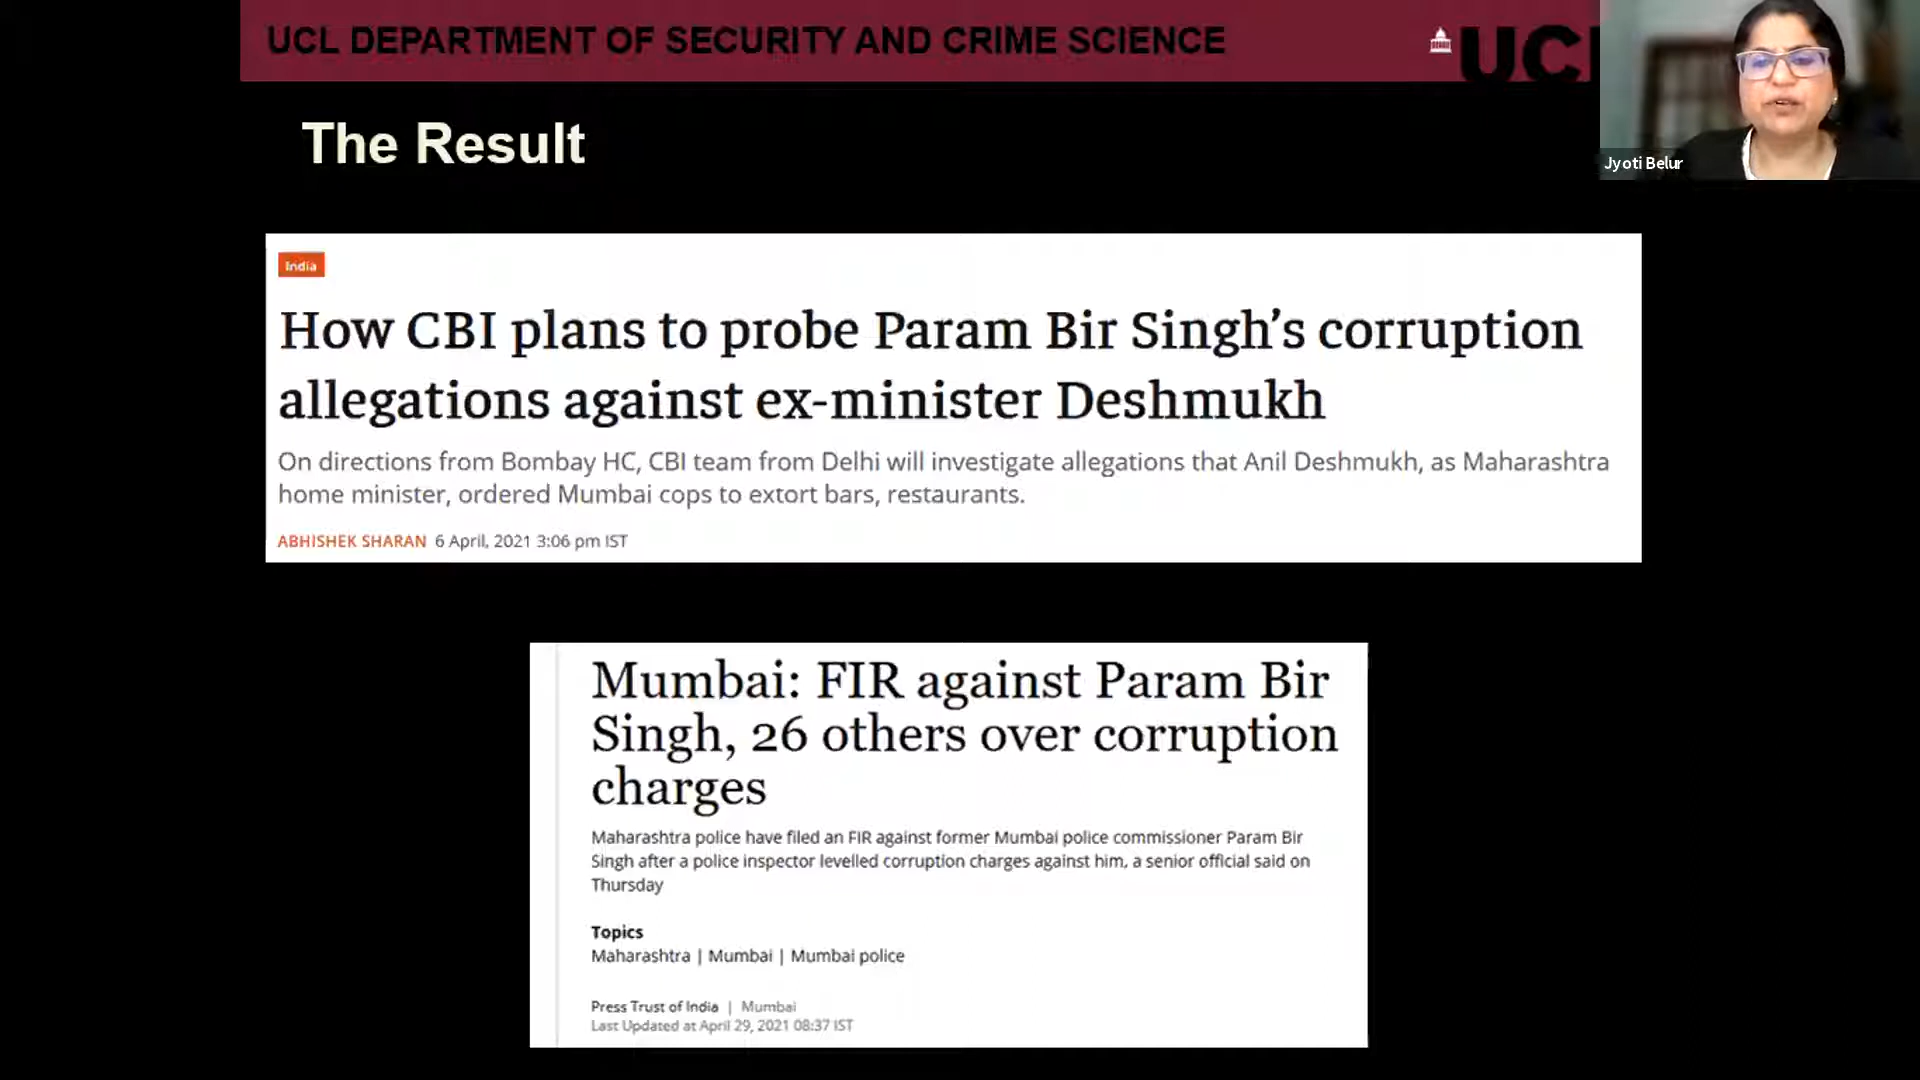 UCL DEPARTMENT OF SECURITY AND CRIME SCIENCE
UCL
Jyoti Belur
The Result
India
How CBI plans to probe Param Bir Singh’s corruption
allegations against ex-minister Deshmukh
On directions from Bombay HC, CBI team from Delhi will investigate allegations that Anil Deshmukh, as Maharashtra
home minister, ordered Mumbai cops to extort bars, restaurants.
ABHISHEK SHARAN 6 April, 2021 3:06 pm IST
Mumbai: FIR against Param Bir
Singh, 26 others over corruption
charges
Maharashtra police have filed an FIR against former Mumbai police commissioner Param Bir
Singh after a police inspector levelled corruption charges against him, a senior official said on
Thursday
Topics
Maharashtra | Mumbai | Mumbai police
Press Trust of India | Mumbai
Last Updated at April 29, 2021 08:37 IST